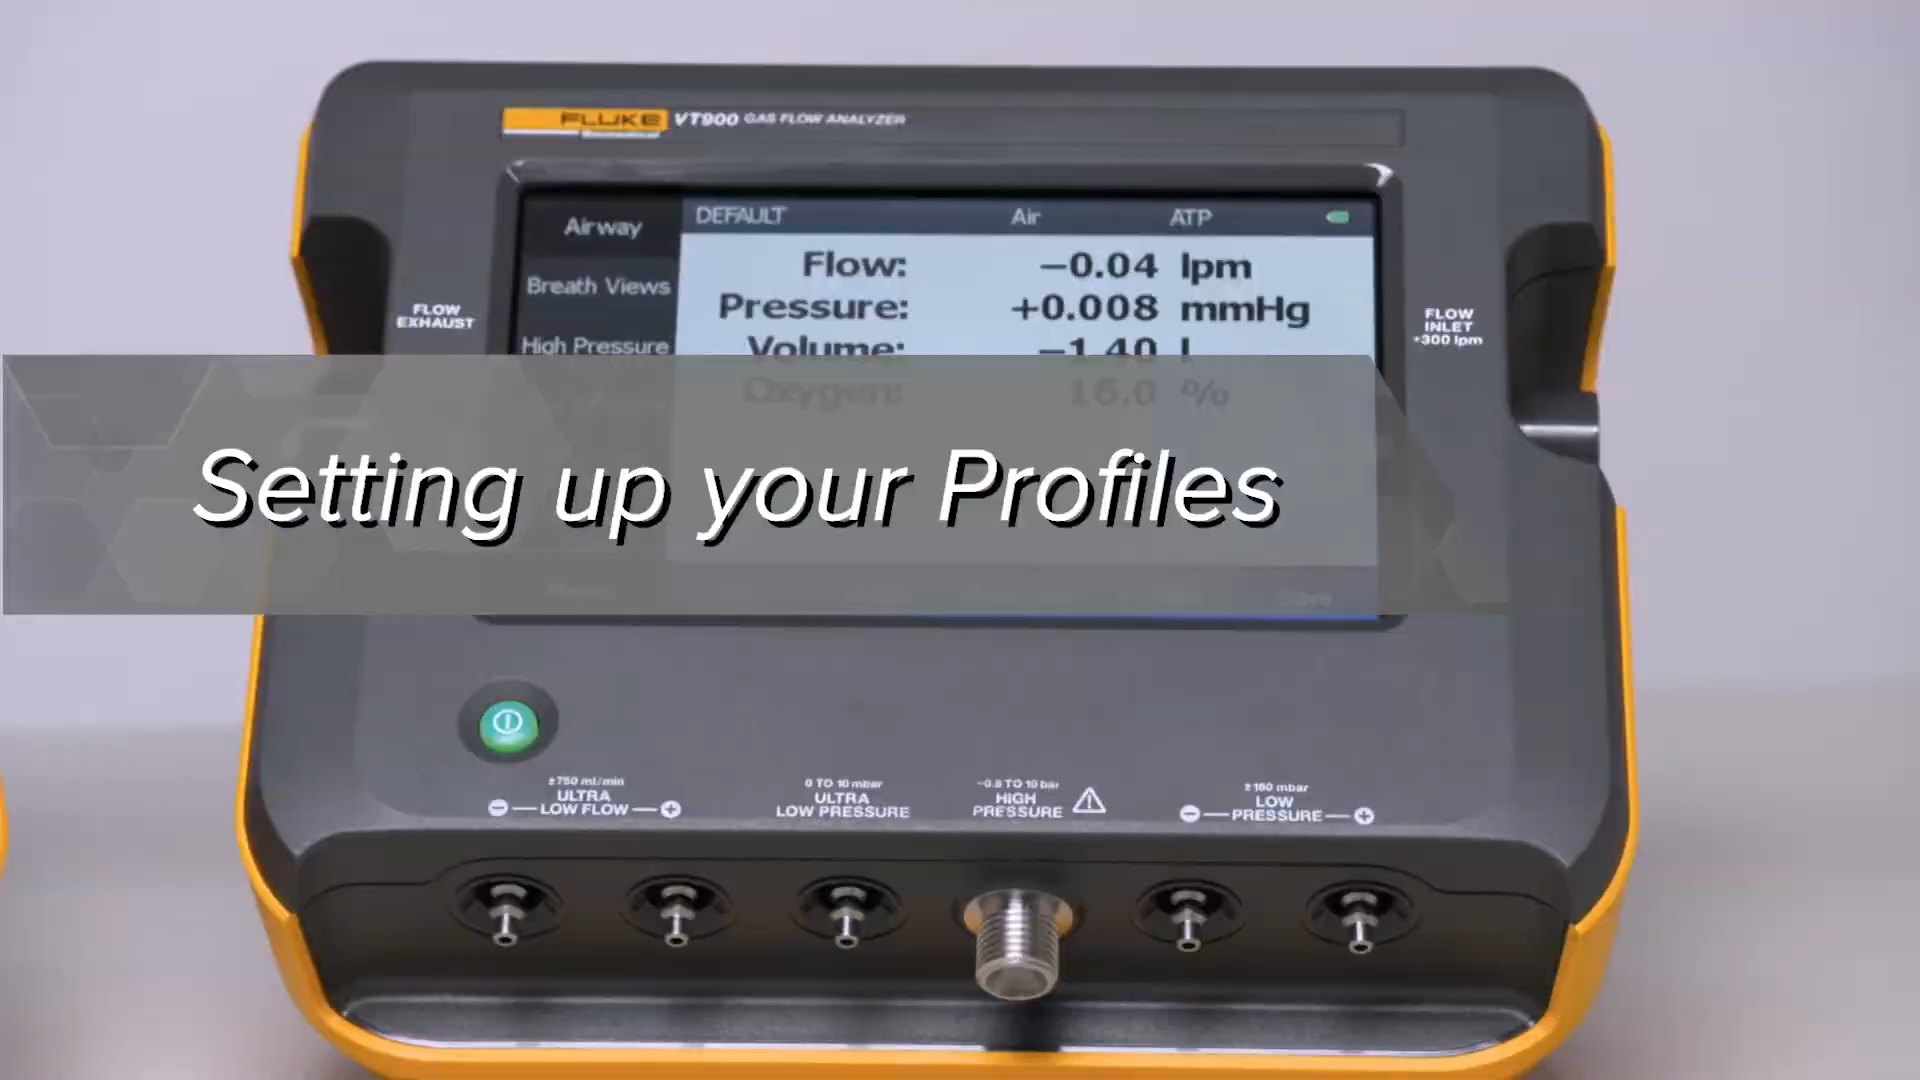 FLUKE VT900 GAS FLOW ANALYZER
Airway DEFAULT Air ATP
Breath Views
High Pressure
Flow: -0.04 lpm
Pressure: +0.008 mmHg
Volume: -1.40 l
Oxygen: 16.0 %
FLOW
EXHAUST
FLOW
INLET
±300 lpm
Setting up your Profiles
Save
±750 ml/min
ULTRA
LOW FLOW
0 TO 10 mbar
ULTRA
LOW PRESSURE
-0.8 TO 10 bar
HIGH
PRESSURE
±160 mbar
LOW
PRESSURE